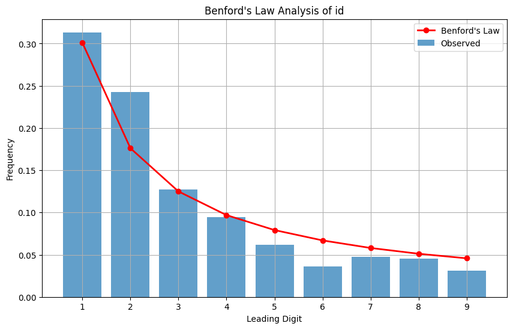 Benford's Law Analysis of id
Benford's Law
Observed
Frequency
0.30
0.25
0.20
0.15
0.10
0.05
0.00
1 2 3 4 5 6 7 8 9
Leading Digit